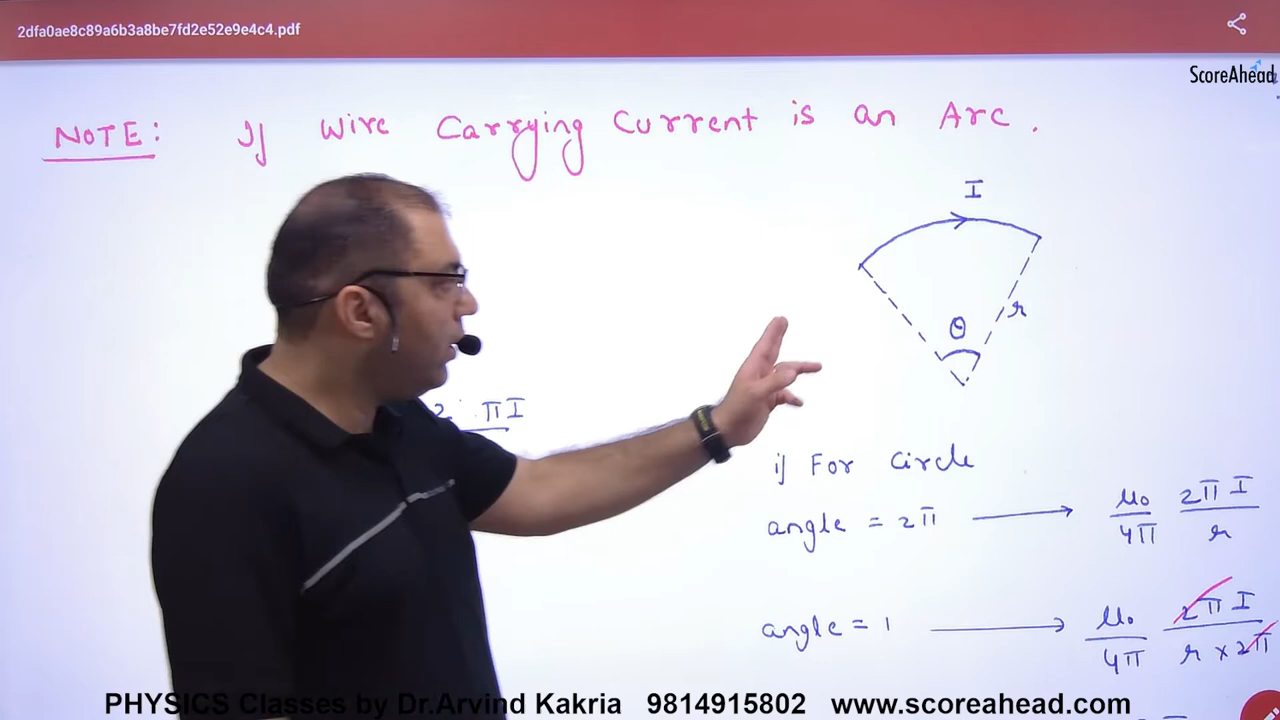 2dfa0ae8c89a6b3a8be7fd2e52e9e4c4.pdf
ScoreAhead
NOTE: If Wire Carrying Current is an Arc.
I
θ
r
2 πI
if For Circle
angle = 2π → μ₀/4π 2πI/r
angle = 1 → μ₀/4π 2πI/r × 2π
PHYSICS Classes by Dr.Arvind Kakria 9814915802 www.scoreahead.com